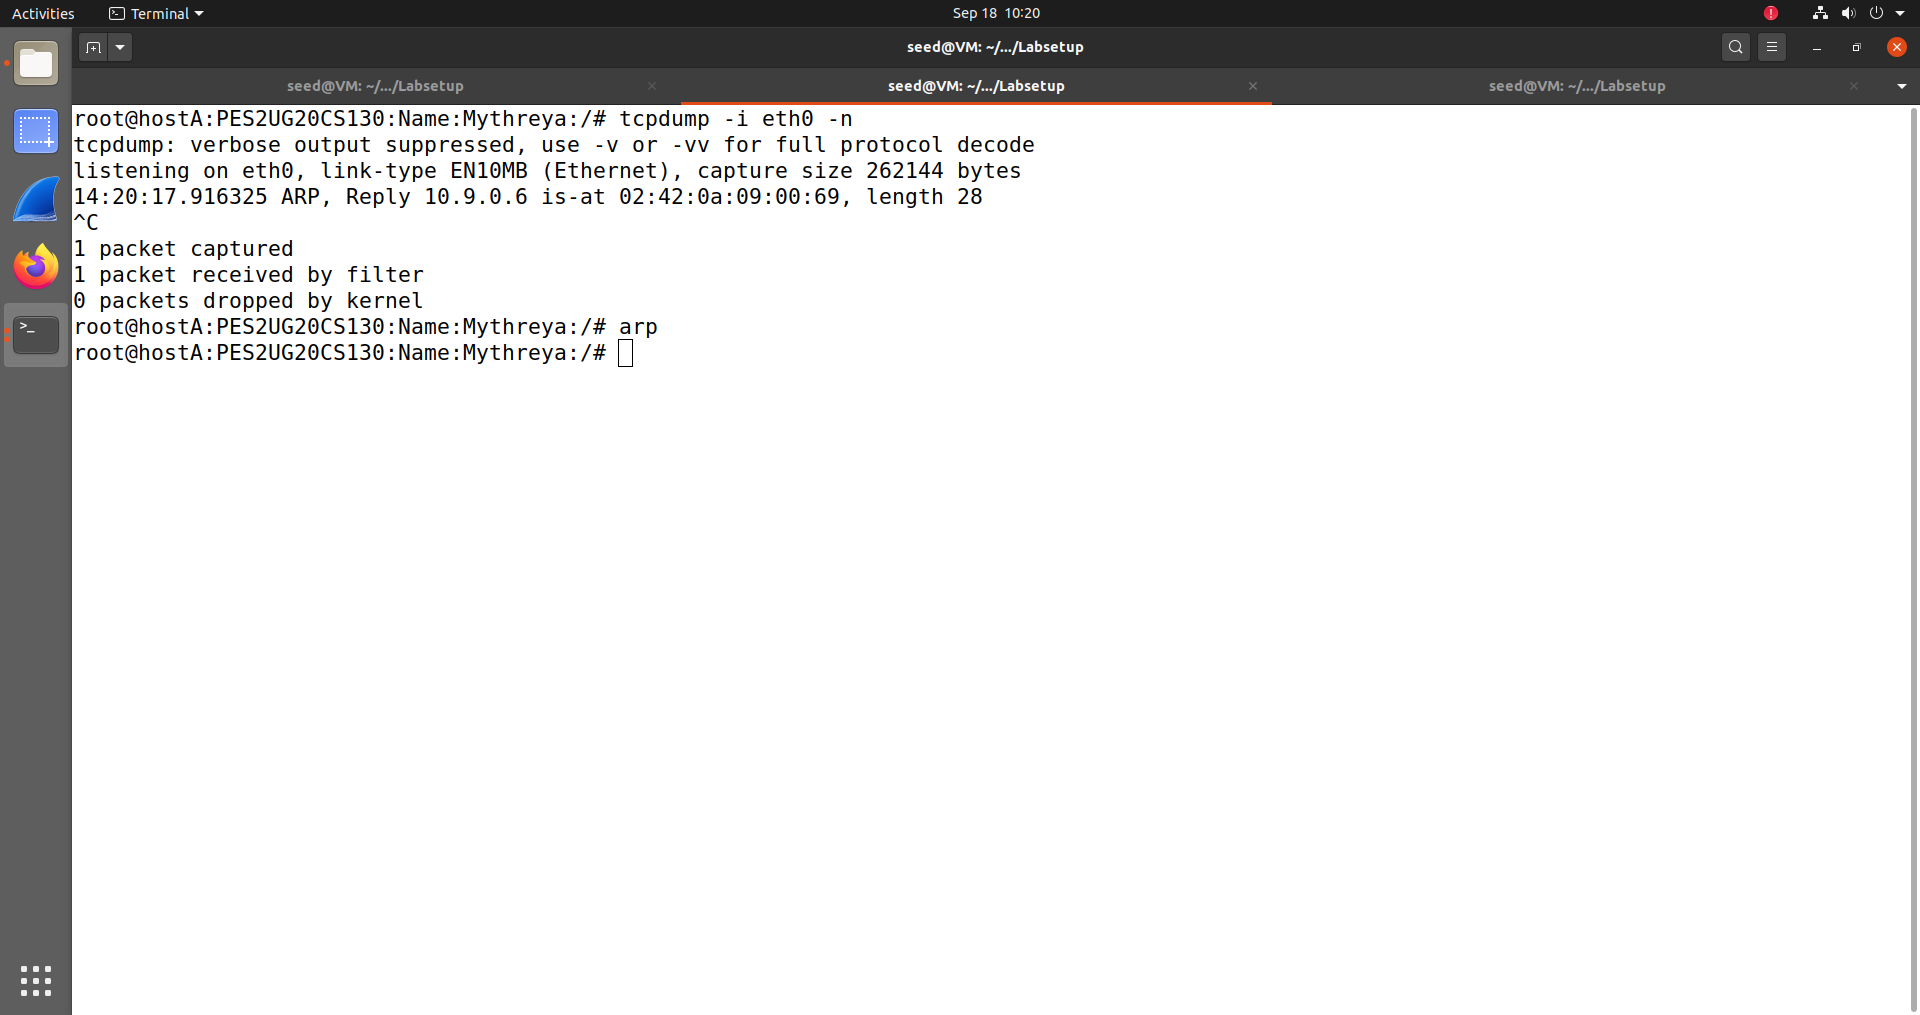 Activities
Terminal
Sep 18 10:20
seed@VM: ~/.../Labsetup
seed@VM: ~/.../Labsetup
seed@VM: ~/.../Labsetup
seed@VM: ~/.../Labsetup
root@hostA:PES2UG20CS130:Name:Mythreya:/# tcpdump -i eth0 -n
tcpdump: verbose output suppressed, use -v or -vv for full protocol decode
listening on eth0, link-type EN10MB (Ethernet), capture size 262144 bytes
14:20:17.916325 ARP, Reply 10.9.0.6 is-at 02:42:0a:09:00:69, length 28
^C
1 packet captured
1 packet received by filter
0 packets dropped by kernel
root@hostA:PES2UG20CS130:Name:Mythreya:/# arp
root@hostA:PES2UG20CS130:Name:Mythreya:/#